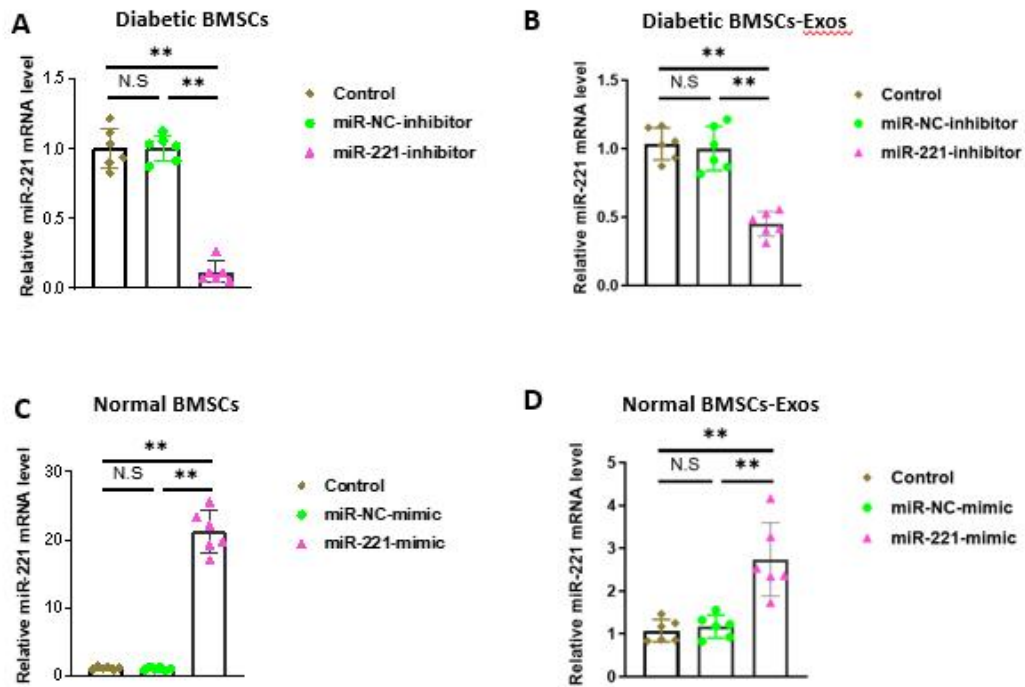 A
Diabetic BMSCs
**
N.S
**
Relative miR-221 mRNA level
1.5
1.0
0.5
0.0
Control
miR-NC-inhibitor
miR-221-inhibitor
B
Diabetic BMSCs-Exos
**
N.S
**
Relative miR-221 mRNA level
1.5
1.0
0.5
0.0
Control
miR-NC-inhibitor
miR-221-inhibitor
C
Normal BMSCs
**
N.S
**
Relative miR-221 mRNA level
30
20
10
0
Control
miR-NC-mimic
miR-221-mimic
D
Normal BMSCs-Exos
**
N.S
**
Relative miR-221 mRNA level
5
4
3
2
1
0
Control
miR-NC-mimic
miR-221-mimic